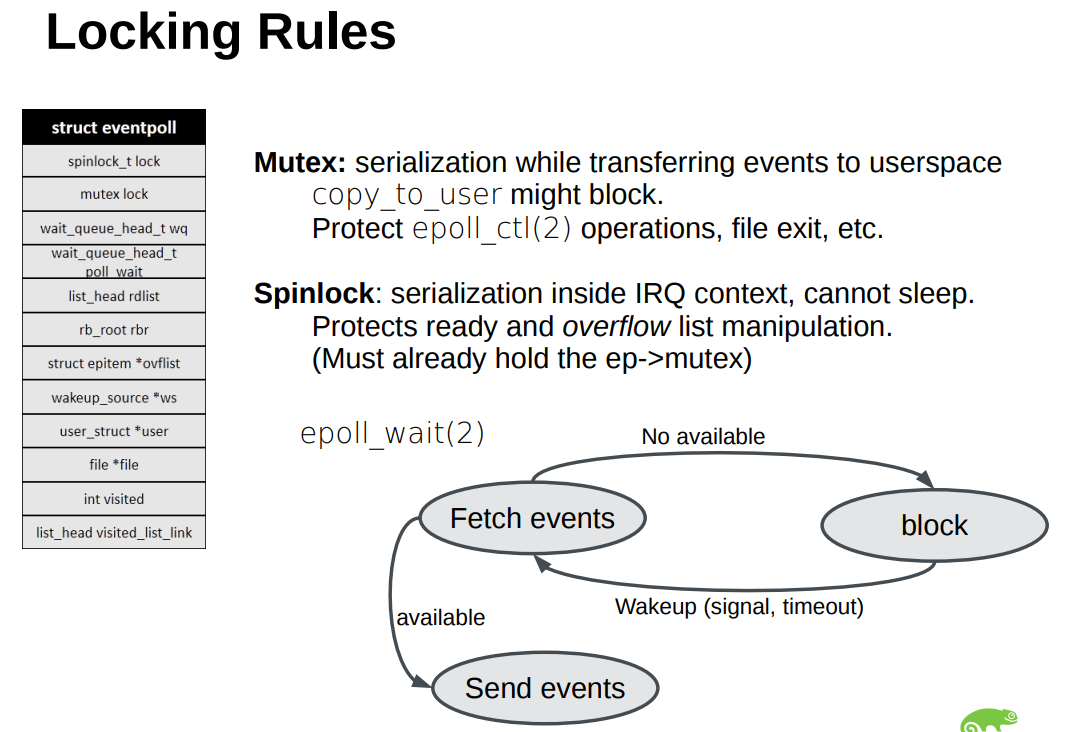 Locking Rules
struct eventpoll
spinlock_t lock
mutex lock
wait_queue_head_t wq
wait_queue_head_t
poll_wait
list_head rdlist
rb_root rbr
struct epitem *ovflist
wakeup_source *ws
user_struct *user
file *file
int visited
list_head visited_list_link
Mutex: serialization while transferring events to userspace
copy_to_user might block.
Protect epoll_ctl(2) operations, file exit, etc.
Spinlock: serialization inside IRQ context, cannot sleep.
Protects ready and overflow list manipulation.
(Must already hold the ep->mutex)
epoll_wait(2)
No available
Fetch events
block
Wakeup (signal, timeout)
available
Send events